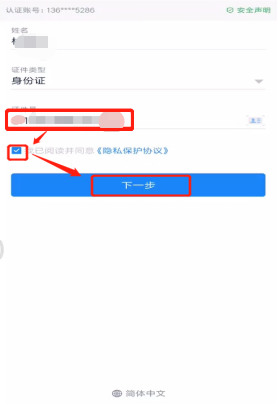 认证账号：136****5286 安全声明
姓名
证件类型
身份证
证件号
1
我已阅读并同意《隐私保护协议》
下一步
简体中文